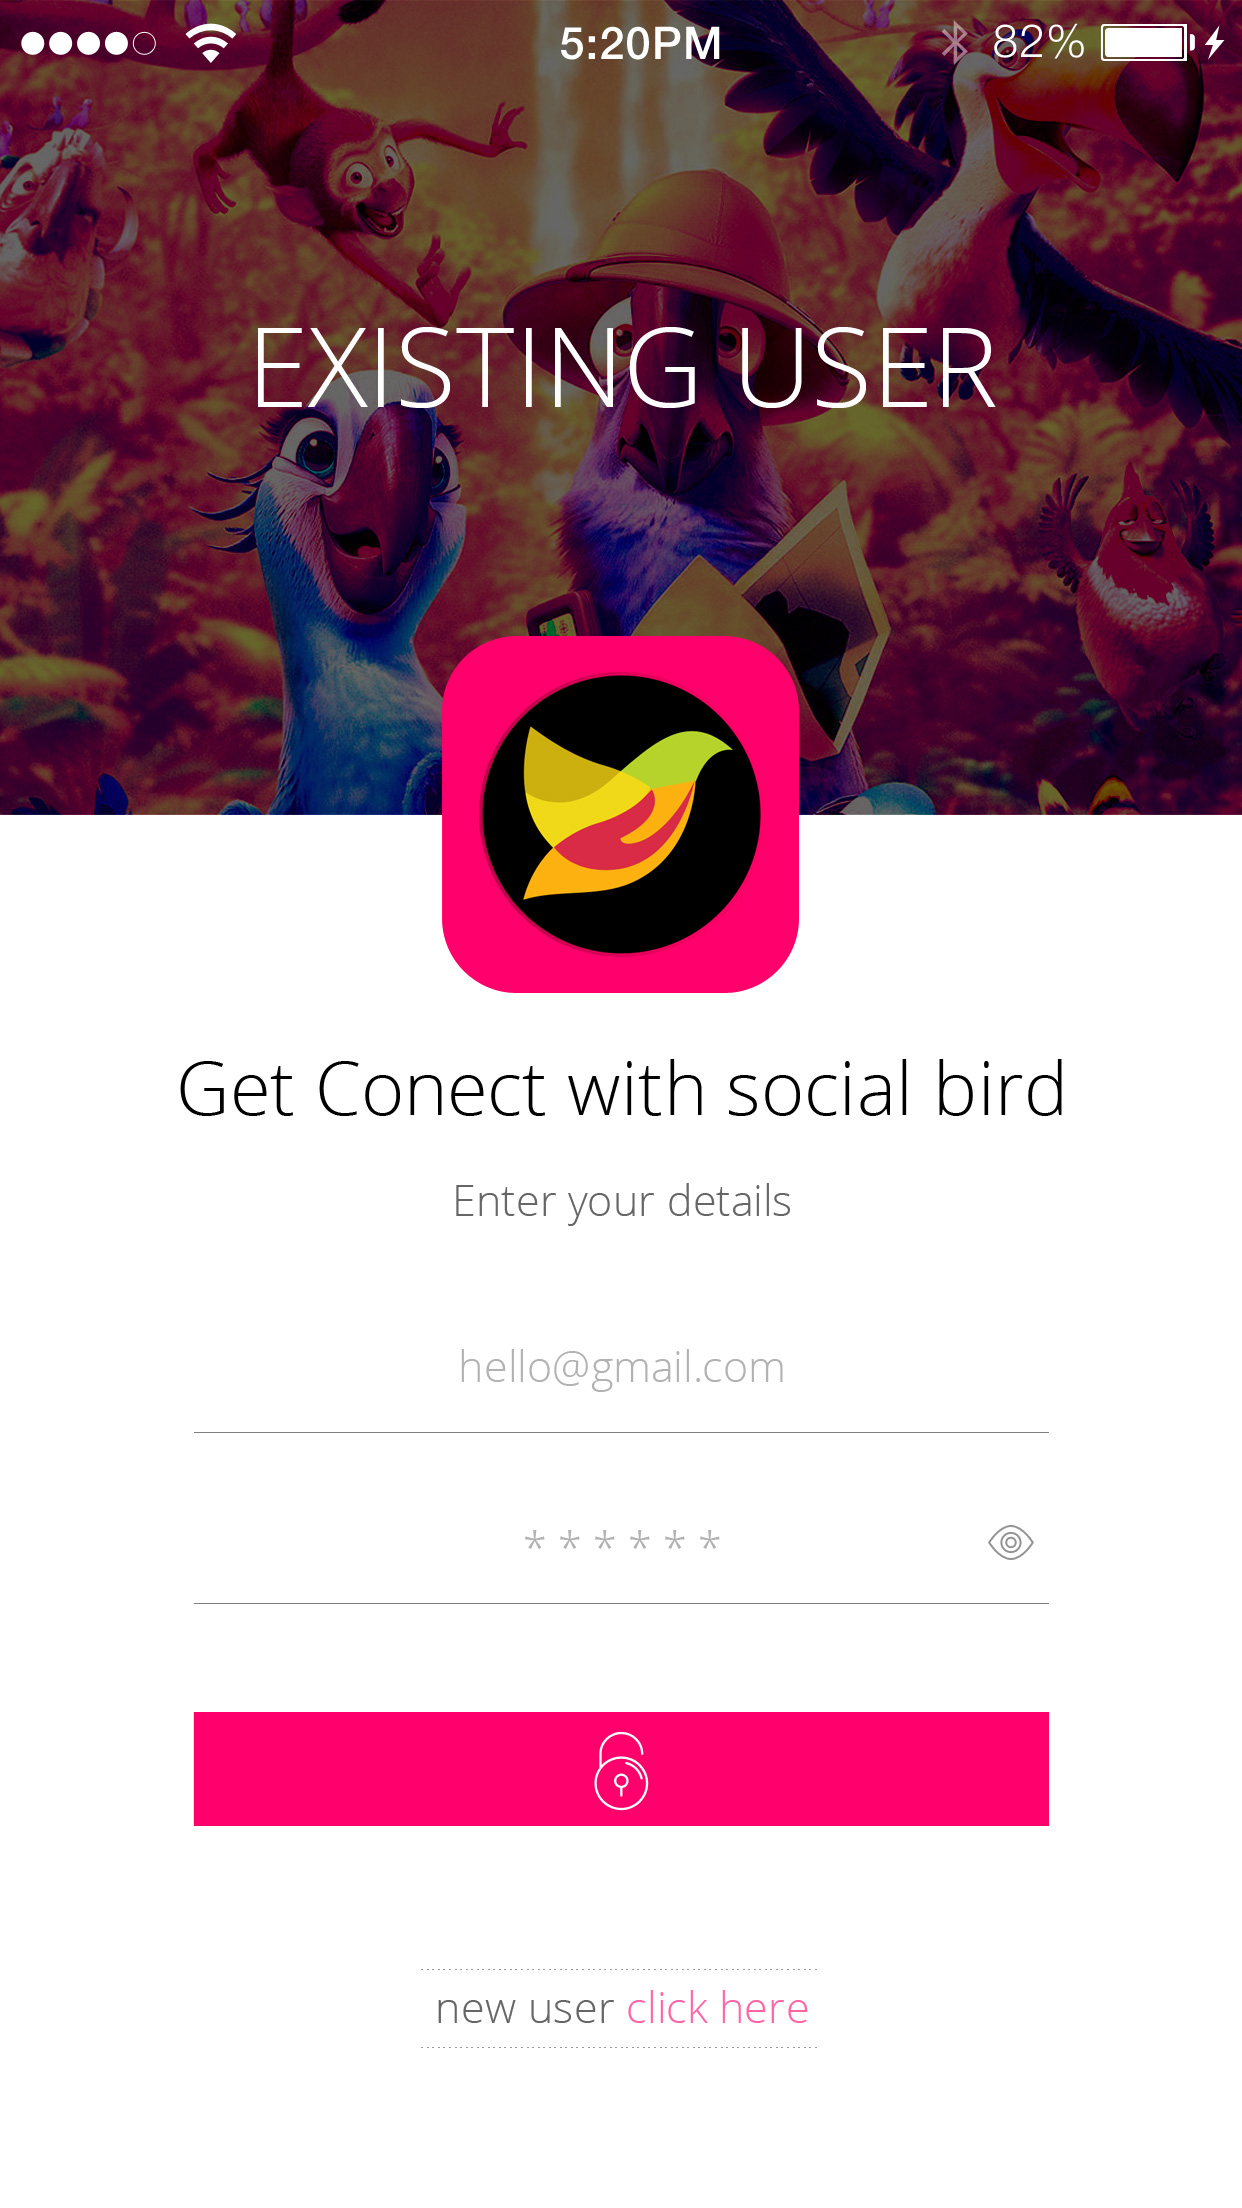 5:20PM 82%
EXISTING USER
Get Conect with social bird
Enter your details
hello@gmail.com
* * * * * *
new user click here